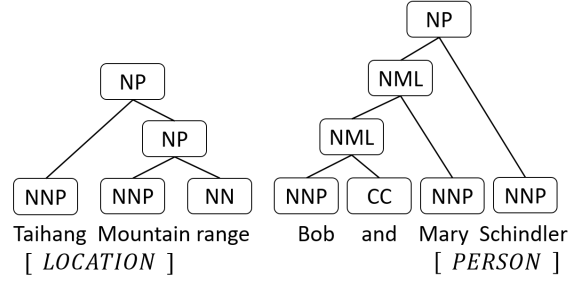 NP
NP
NML
NP
NML
NNP NNP NN NNP CC NNP NNP
Taihang Mountain range Bob and Mary Schindler
[ LOCATION ] [ PERSON ]